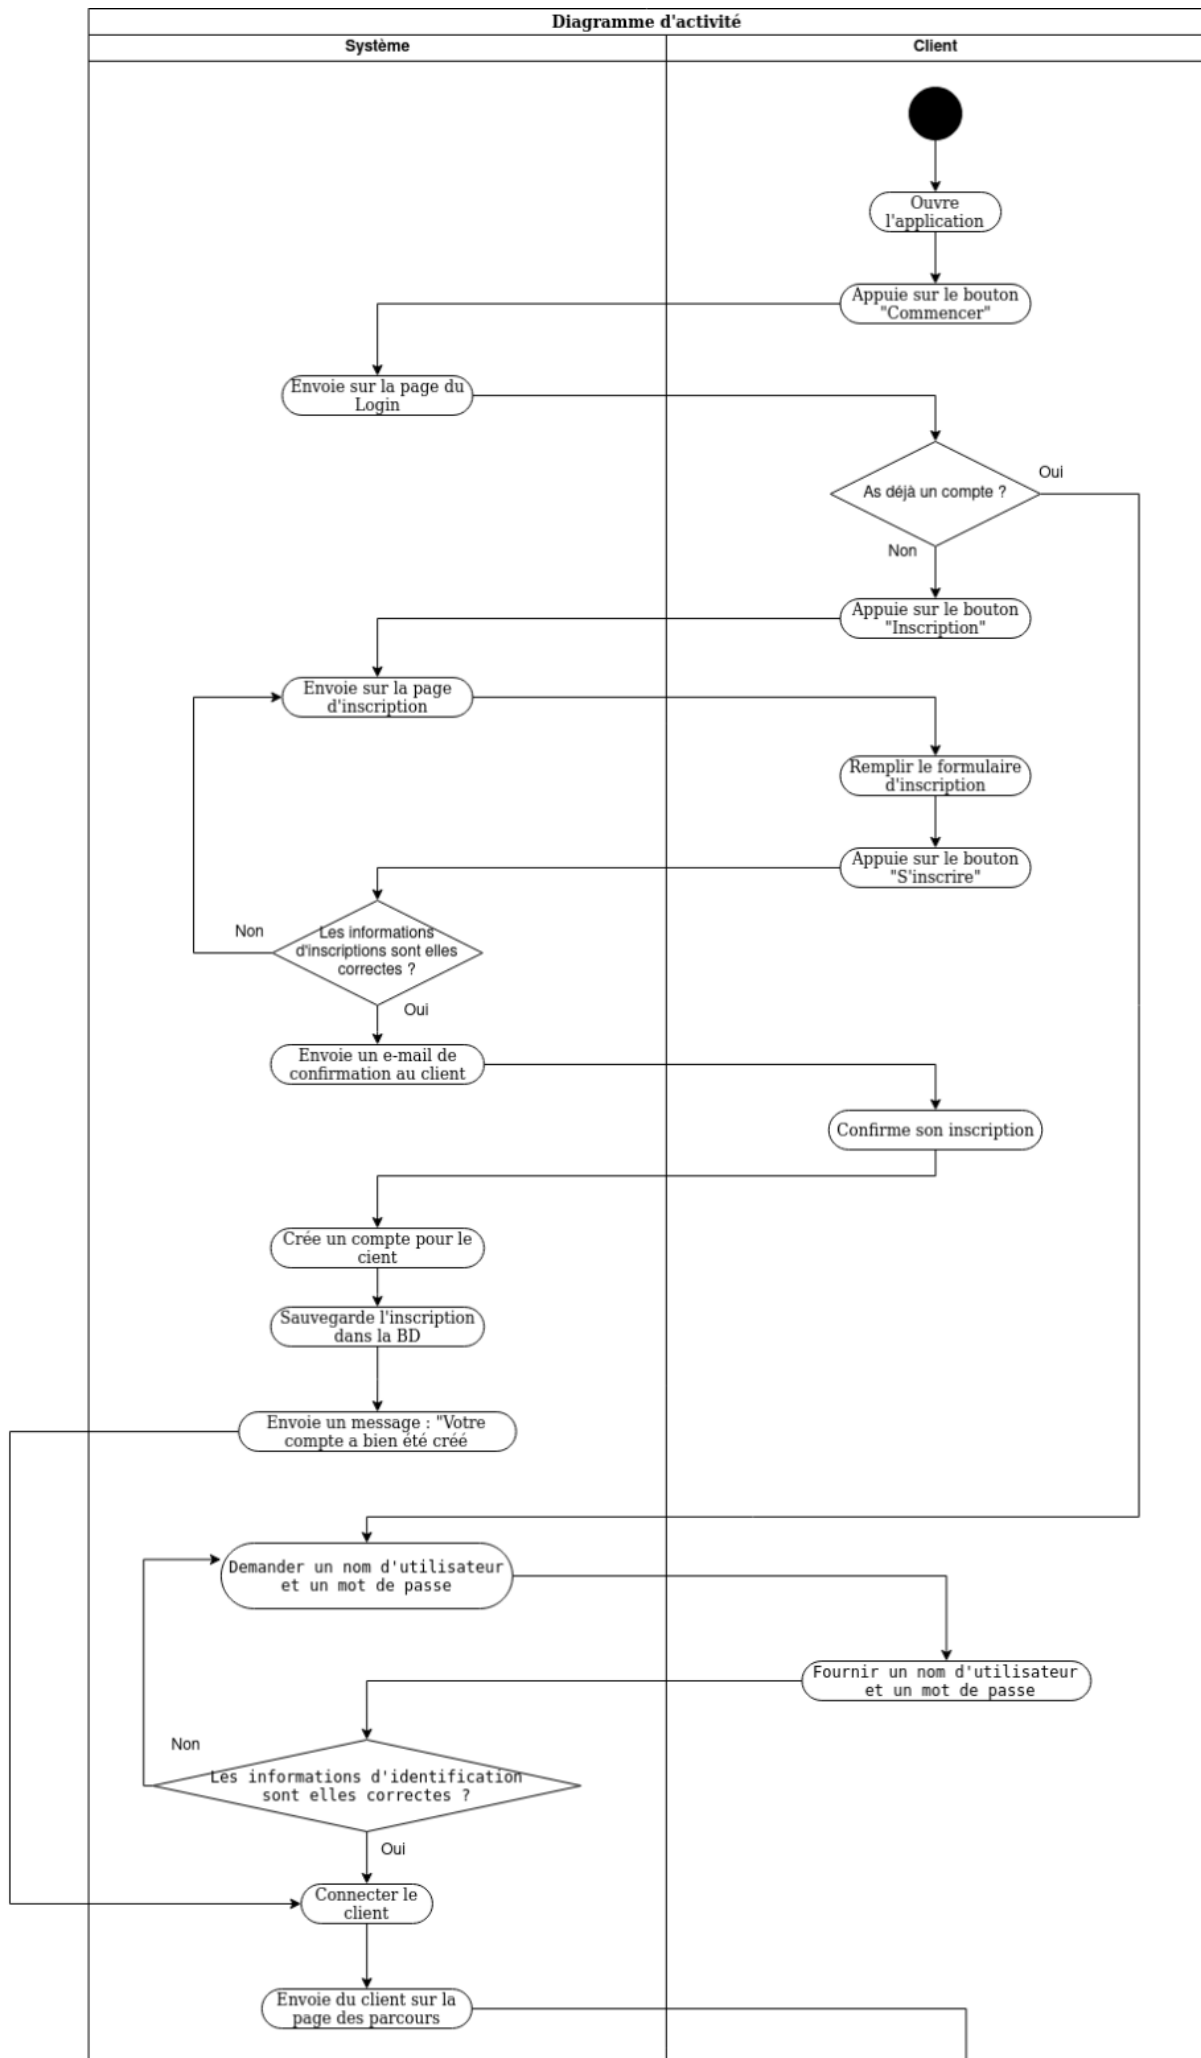 Diagramme d'activité
Système
Client
Ouvre
l'application
Appuie sur le bouton
"Commencer"
Envoie sur la page du
Login
As déjà un compte ?
Oui
Non
Appuie sur le bouton
"Inscription"
Envoie sur la page
d'inscription
Remplir le formulaire
d'inscription
Appuie sur le bouton
"S'inscrire"
Non
Les informations
d'inscriptions sont elles
correctes ?
Oui
Envoie un e-mail de
confirmation au client
Confirme son inscription
Crée un compte pour le
cient
Sauvegarde l'inscription
dans la BD
Envoie un message : "Votre
compte a bien été créé
Demander un nom d'utilisateur
et un mot de passe
Fournir un nom d'utilisateur
et un mot de passe
Non
Les informations d'identification
sont elles correctes ?
Oui
Connecter le
client
Envoie du client sur la
page des parcours